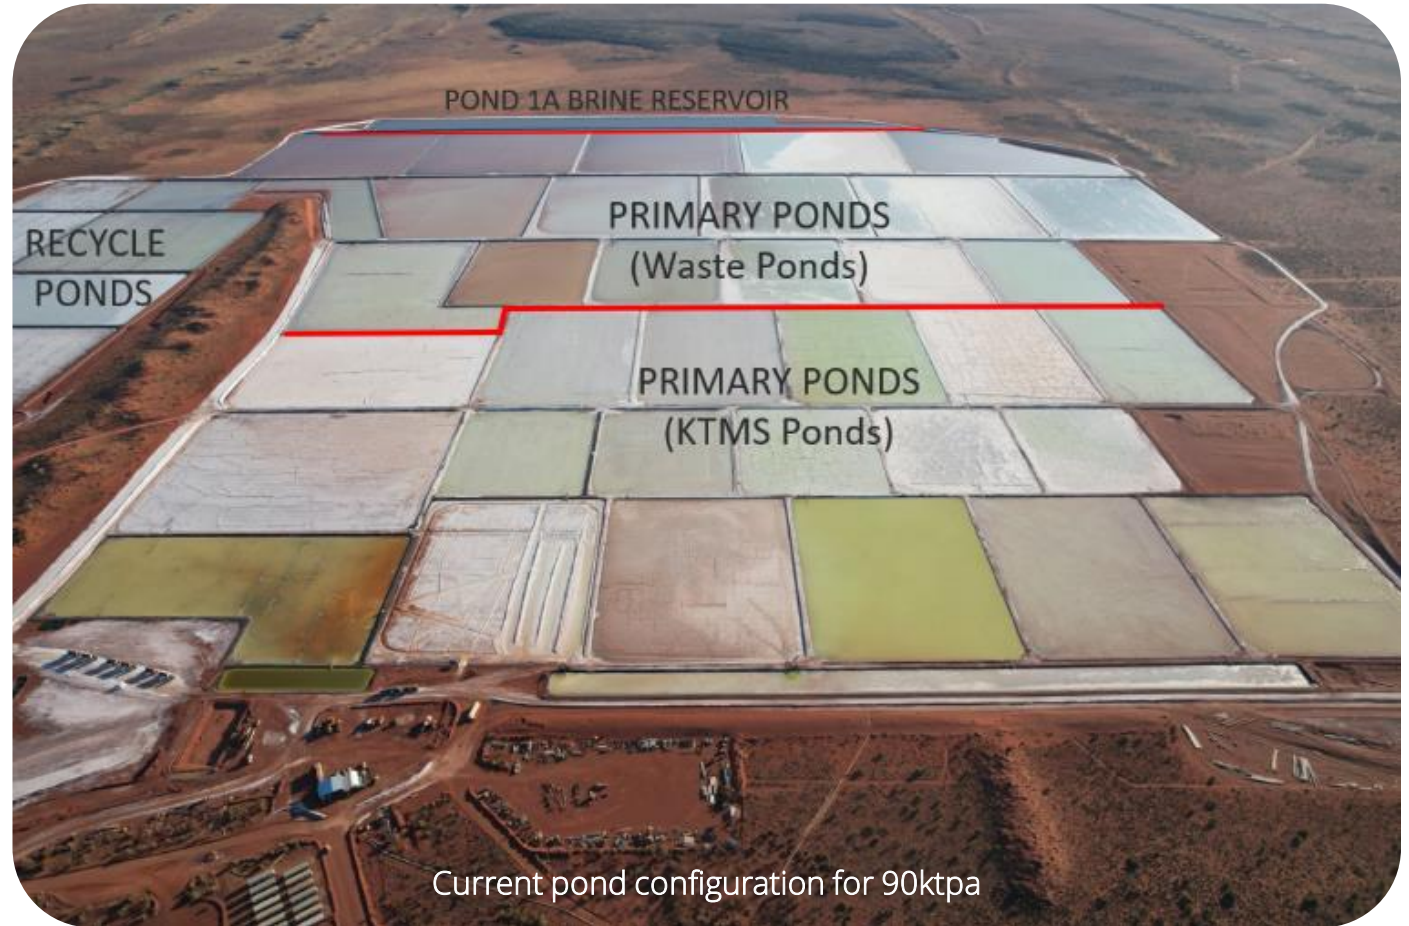 POND 1A BRINE RESERVOIR
PRIMARY PONDS
(Waste Ponds)
RECYCLE
PONDS
PRIMARY PONDS
(KTMS Ponds)
Current pond configuration for 90ktpa